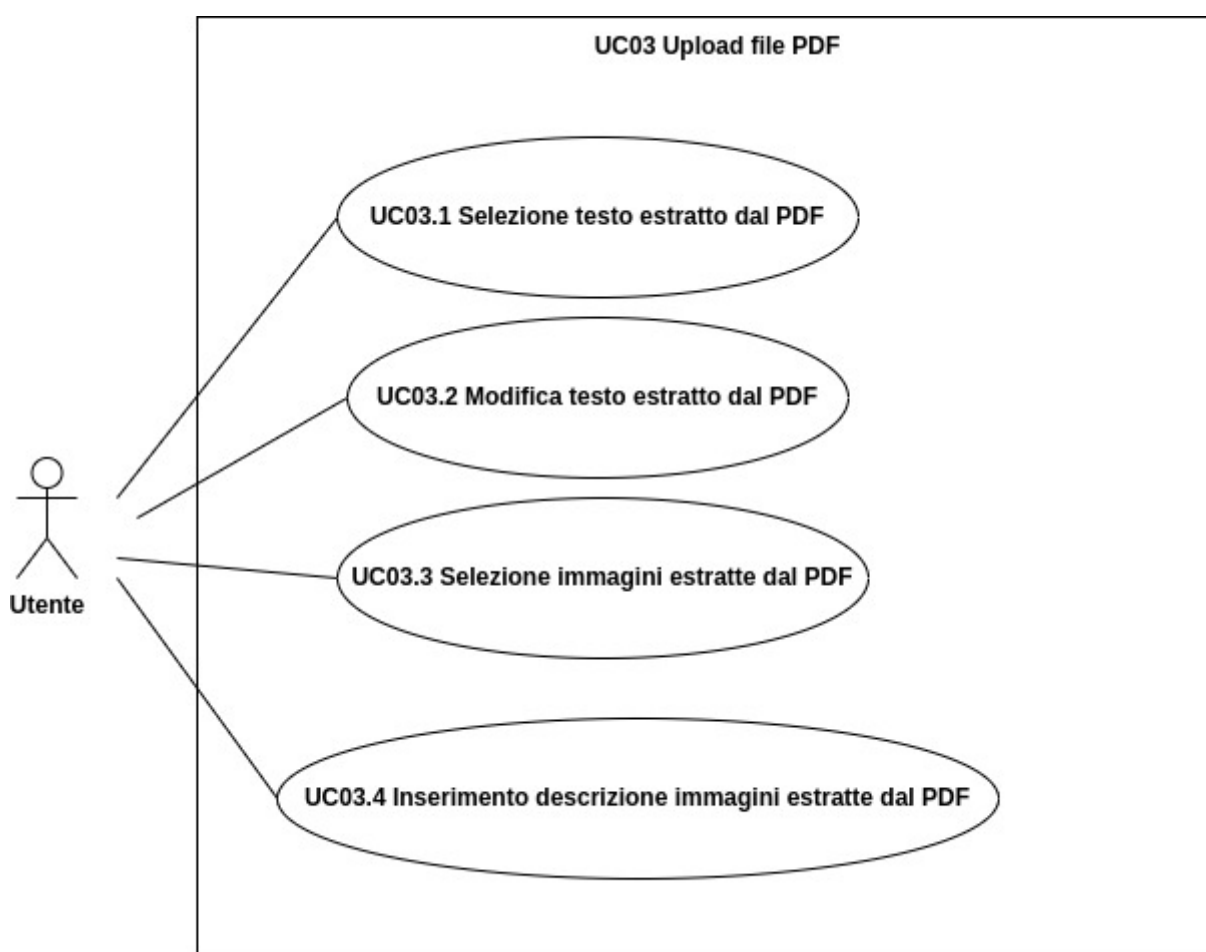 UC03 Upload file PDF
UC03.1 Selezione testo estratto dal PDF
UC03.2 Modifica testo estratto dal PDF
UC03.3 Selezione immagini estratte dal PDF
Utente
UC03.4 Inserimento descrizione immagini estratte dal PDF